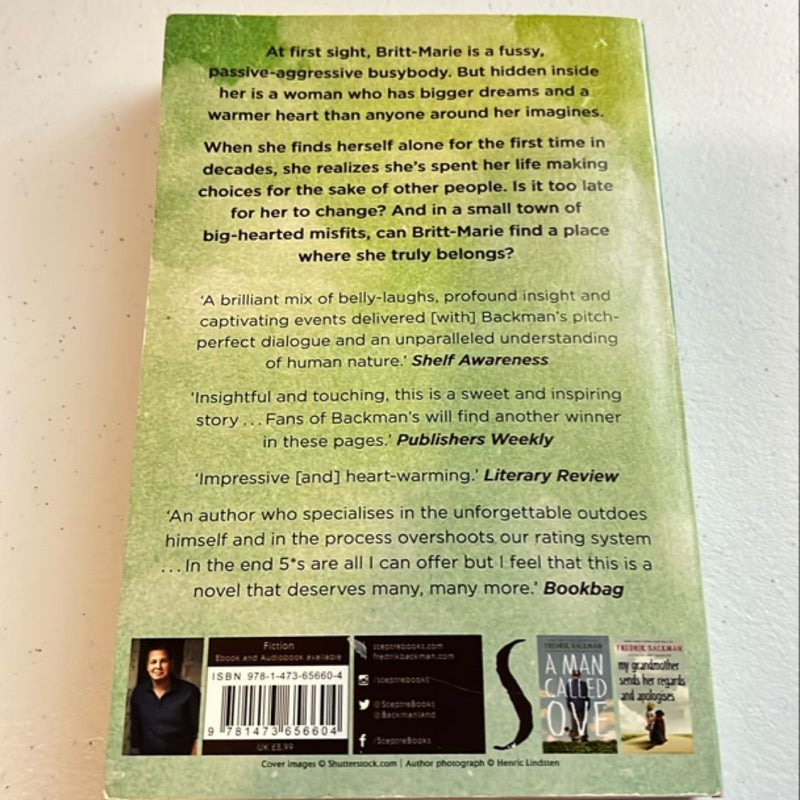 At first sight, Britt-Marie is a fussy,
passive-aggressive busybody. But hidden inside
her is a woman who has bigger dreams and a
warmer heart than anyone around her imagines.
When she finds herself alone for the first time in
decades, she realizes she's spent her life making
choices for the sake of other people. Is it too late
for her to change? And in a small town of
big-hearted misfits, can Britt-Marie find a place
where she truly belongs?
'A brilliant mix of belly-laughs, profound insight and
captivating events delivered [with] Backman's pitch-
perfect dialogue and an unparalleled understanding
of human nature.' Shelf Awareness
'Insightful and touching, this is a sweet and inspiring
story ... Fans of Backman's will find another winner
in these pages.' Publishers Weekly
'Impressive [and] heart-warming.' Literary Review
'An author who specialises in the unforgettable outdoes
himself and in the process overshoots our rating system
... In the end 5*s are all I can offer but I feel that this is a
novel that deserves many, many more.' Bookbag
Fiction
Ebook and Audiobook available
ISBN 978-1-473-65660-4
9 781473 656604
UK £8.99
sceptrebooks.com
fredrikbackman.com
/sceptrebooks
@SceptreBooks
@Backmanland
/SceptreBooks
S
FREDRIK BACKMAN
A MAN
CALLED
OVE
FREDRIK BACKMAN
my grandmother
sends her regards
and apologises
Cover images © Shutterstock.com | Author photograph © Henric Lindsten